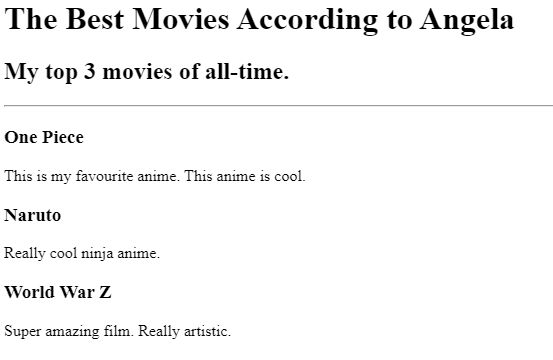 The Best Movies According to Angela
My top 3 movies of all-time.
One Piece
This is my favourite anime. This anime is cool.
Naruto
Really cool ninja anime.
World War Z
Super amazing film. Really artistic.